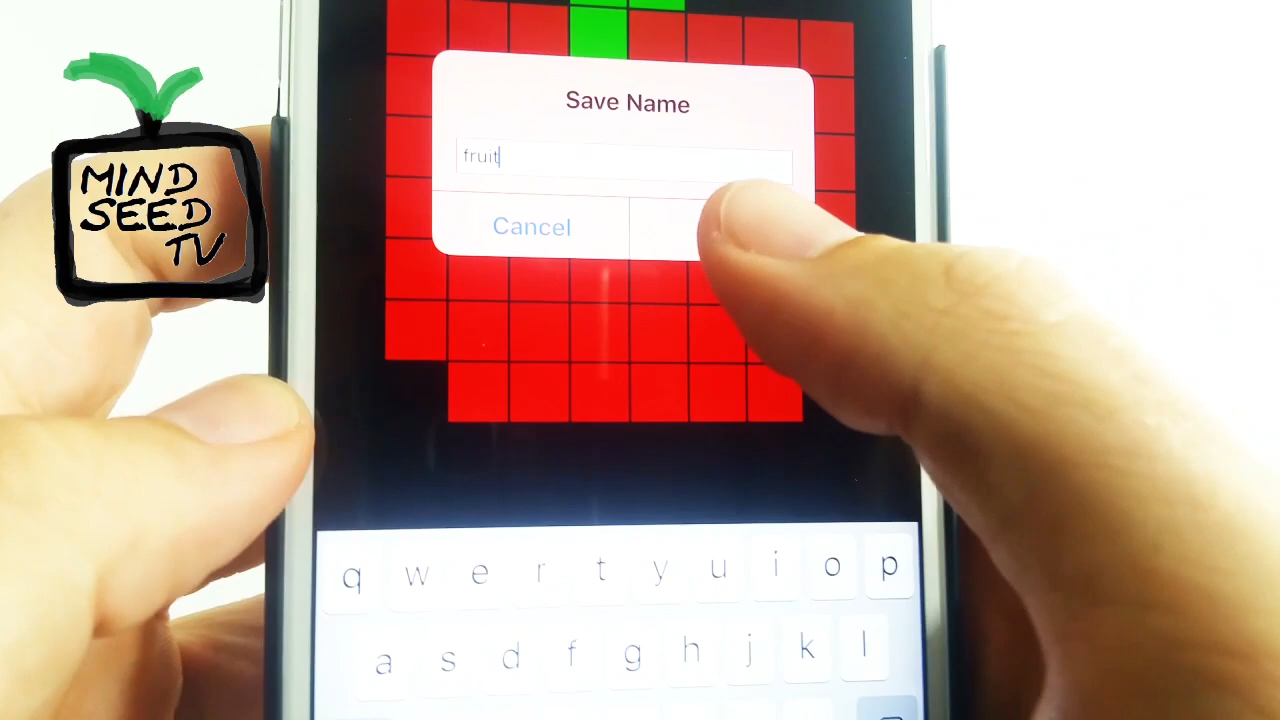 MIND
SEED
TV
Save Name
fruit
Cancel
q w e r t y u i o p
a s d f g h j k l